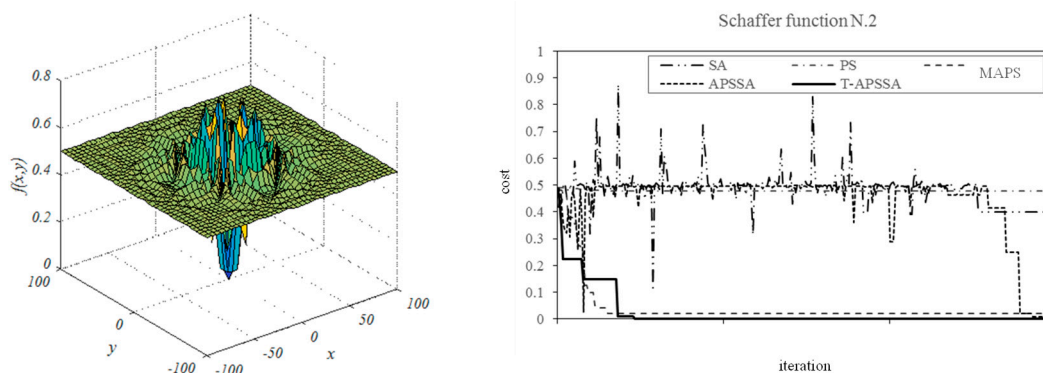 0.8
0.6
0.4
0.2
0
f(x,y)
100
0
-100
y
-100
-50
0
50
100
x
Schaffer function N.2
1
0.9
0.8
0.7
0.6
0.5
0.4
0.3
0.2
0.1
0
cost
SA
PS
MAPS
APSSA
T-APSSA
iteration